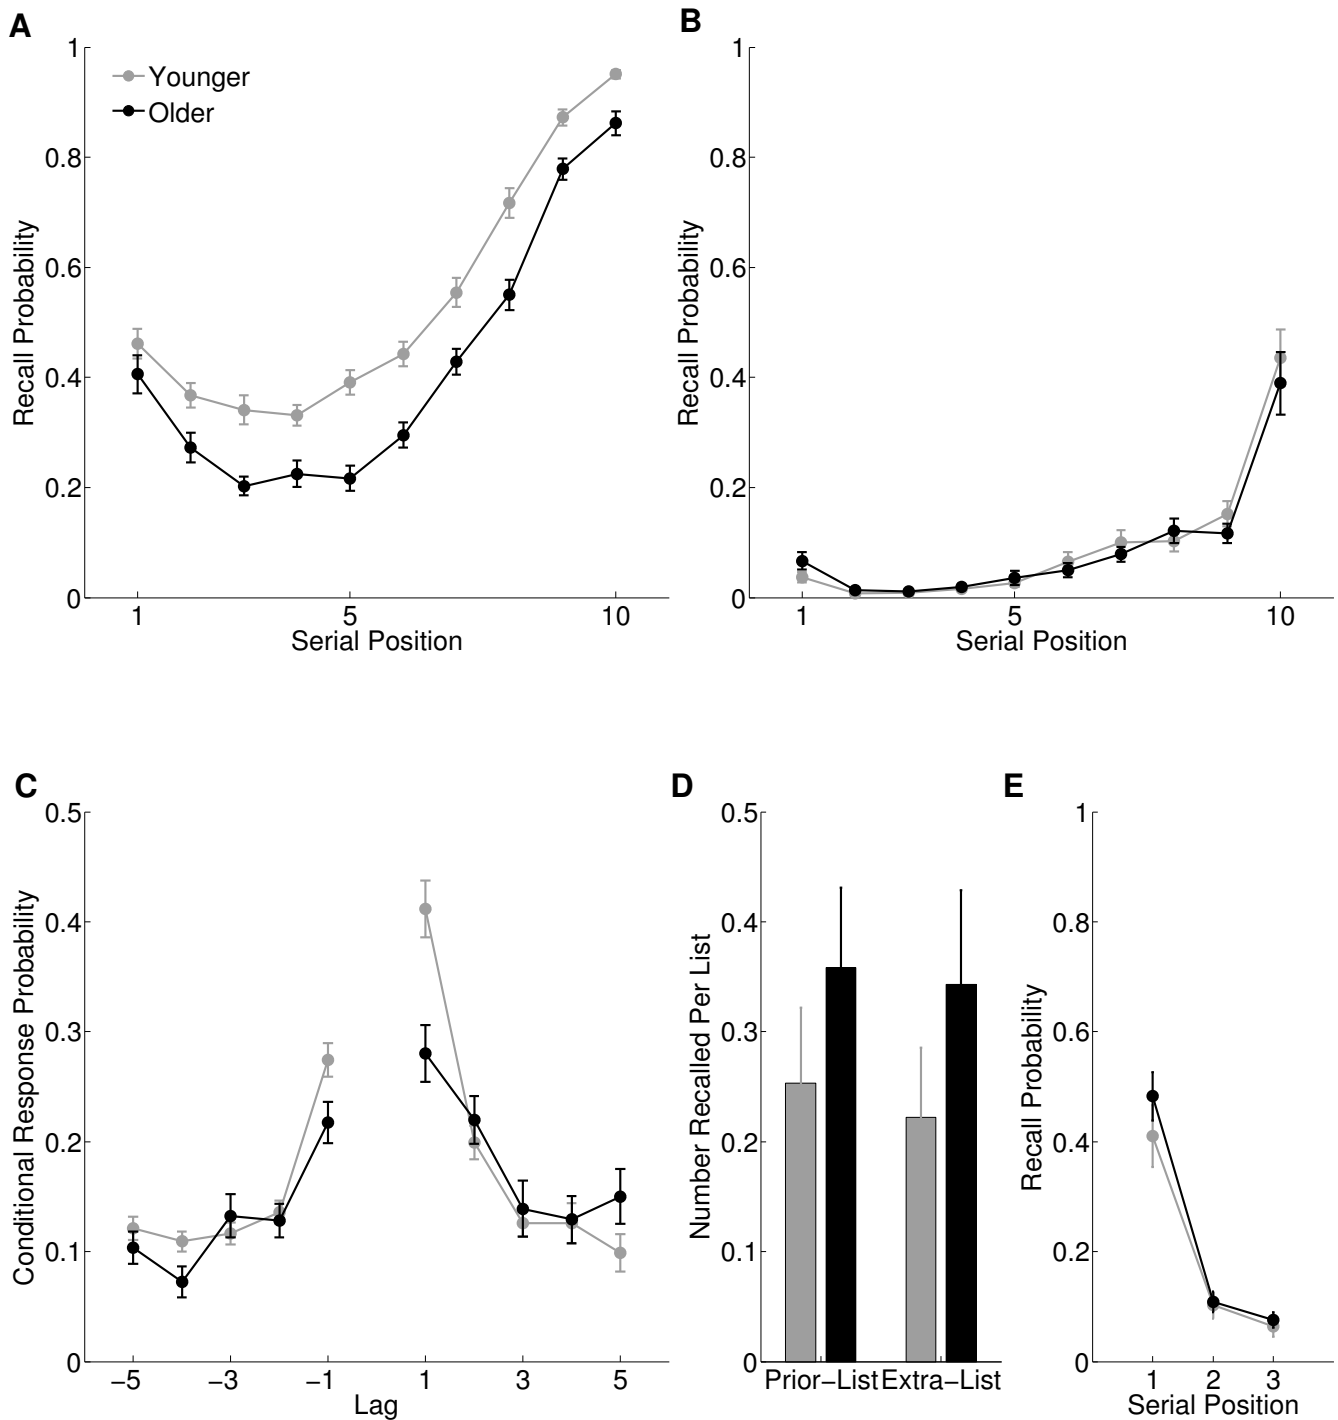 A
Younger
Older
1
0.8
0.6
0.4
0.2
0
Recall Probability
1 5 10
Serial Position
B
1
0.8
0.6
0.4
0.2
0
Recall Probability
1 5 10
Serial Position
C
0.5
0.4
0.3
0.2
0.1
0
Conditional Response Probability
−5 −3 −1 1 3 5
Lag
D
0.5
0.4
0.3
0.2
0.1
0
Number Recalled Per List
Prior−List Extra−List
E
1
0.8
0.6
0.4
0.2
0
Recall Probability
1 2 3
Serial Position